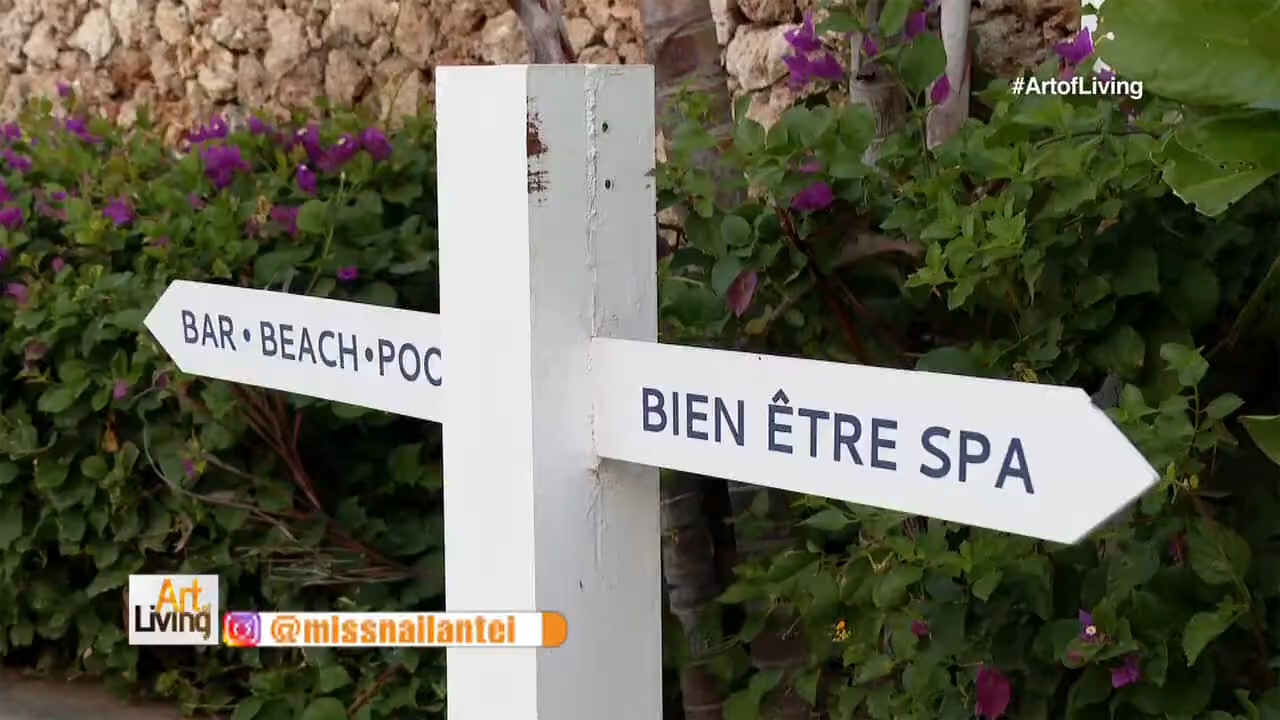 #ArtofLiving
BAR • BEACH • POO
BIEN ÊTRE SPA
Art of
Living
@missnailantei